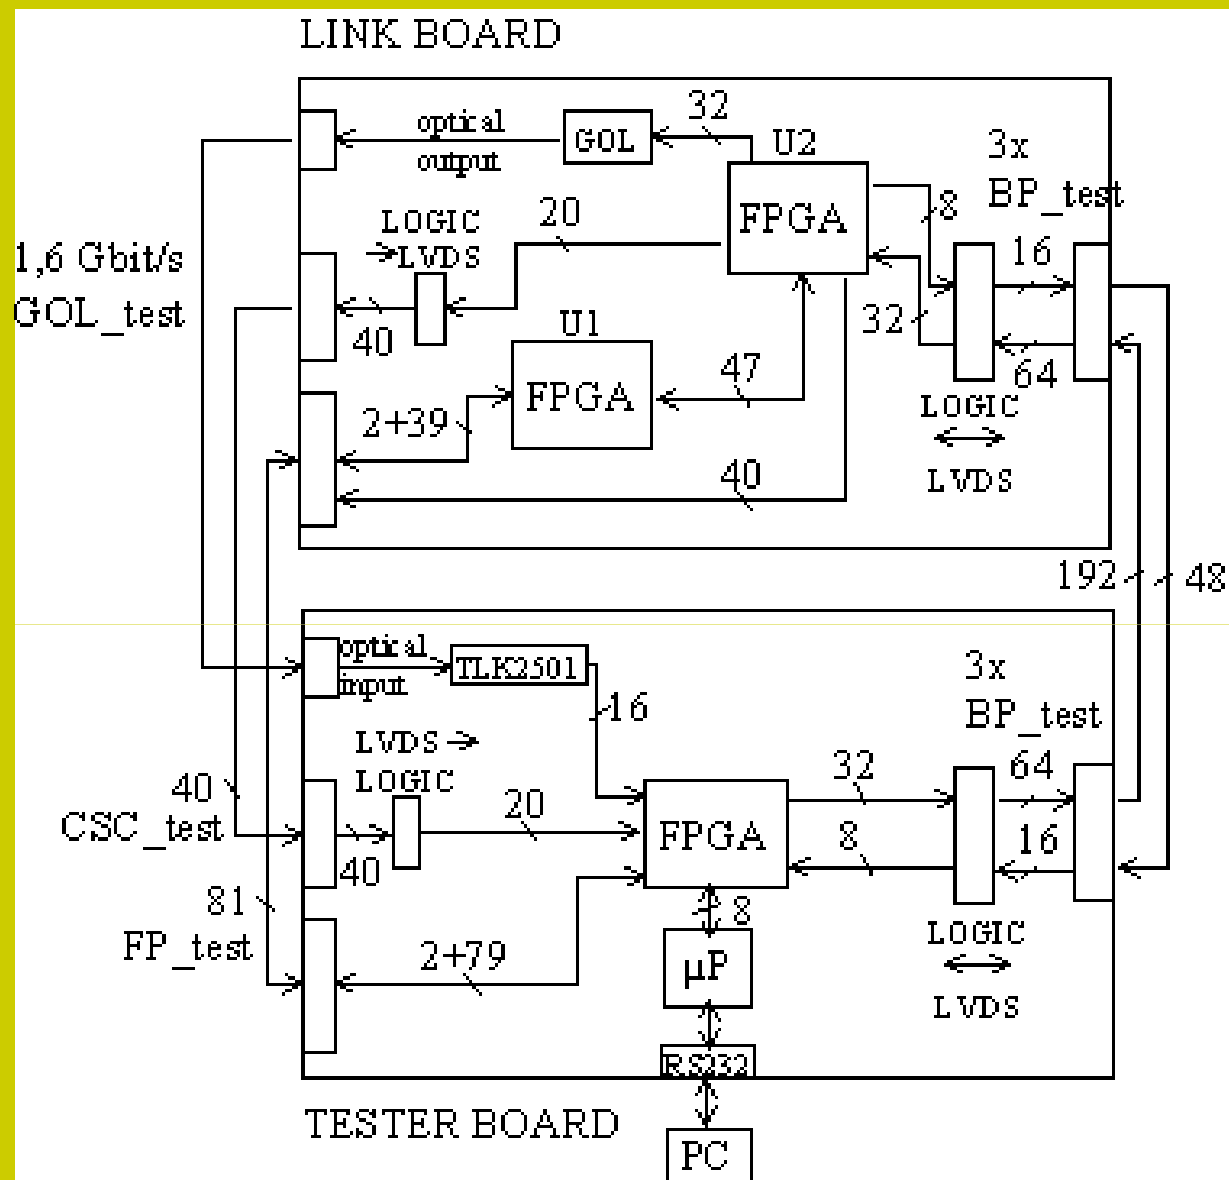 LINK BOARD
optical
output
GOL
32
U2
FPGA
3x
BP_test
8
16
32
64
LOGIC
LVDS
LOGIC
LVDS
20
40
1,6 Gbit/s
GOL_test
U1
FPGA
47
2+39
40
192
48
optical
input
TLK2501
16
3x
BP_test
LVDS
LOGIC
40
CSC_test
40
20
FPGA
32
8
64
16
LOGIC
LVDS
81
FP_test
2+79
8
μP
RS232
TESTER BOARD
PC